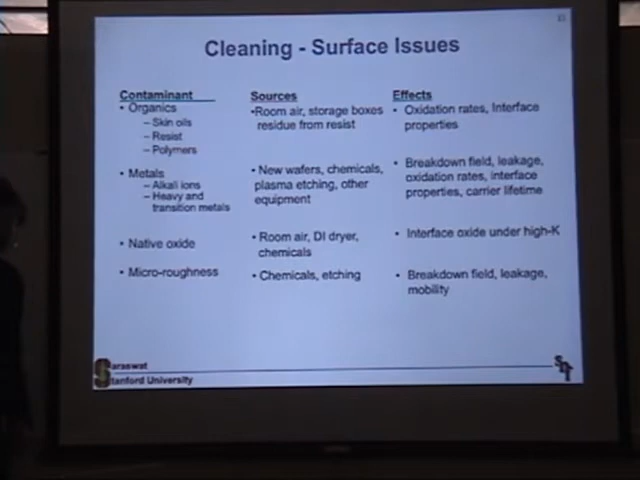 Cleaning - Surface Issues
Contaminant
• Organics
– Skin oils
– Resist
– Polymers
• Metals
– Alkali ions
– Heavy and
transition metals
• Native oxide
• Micro-roughness
Sources
•Room air, storage boxes
residue from resist
• New wafers, chemicals,
plasma etching, other
equipment
• Room air, DI dryer,
chemicals
• Chemicals, etching
Effects
• Oxidation rates, Interface
properties
• Breakdown field, leakage,
oxidation rates, interface
properties, carrier lifetime
• Interface oxide under high-K
• Breakdown field, leakage,
mobility
Saraswat
Stanford University